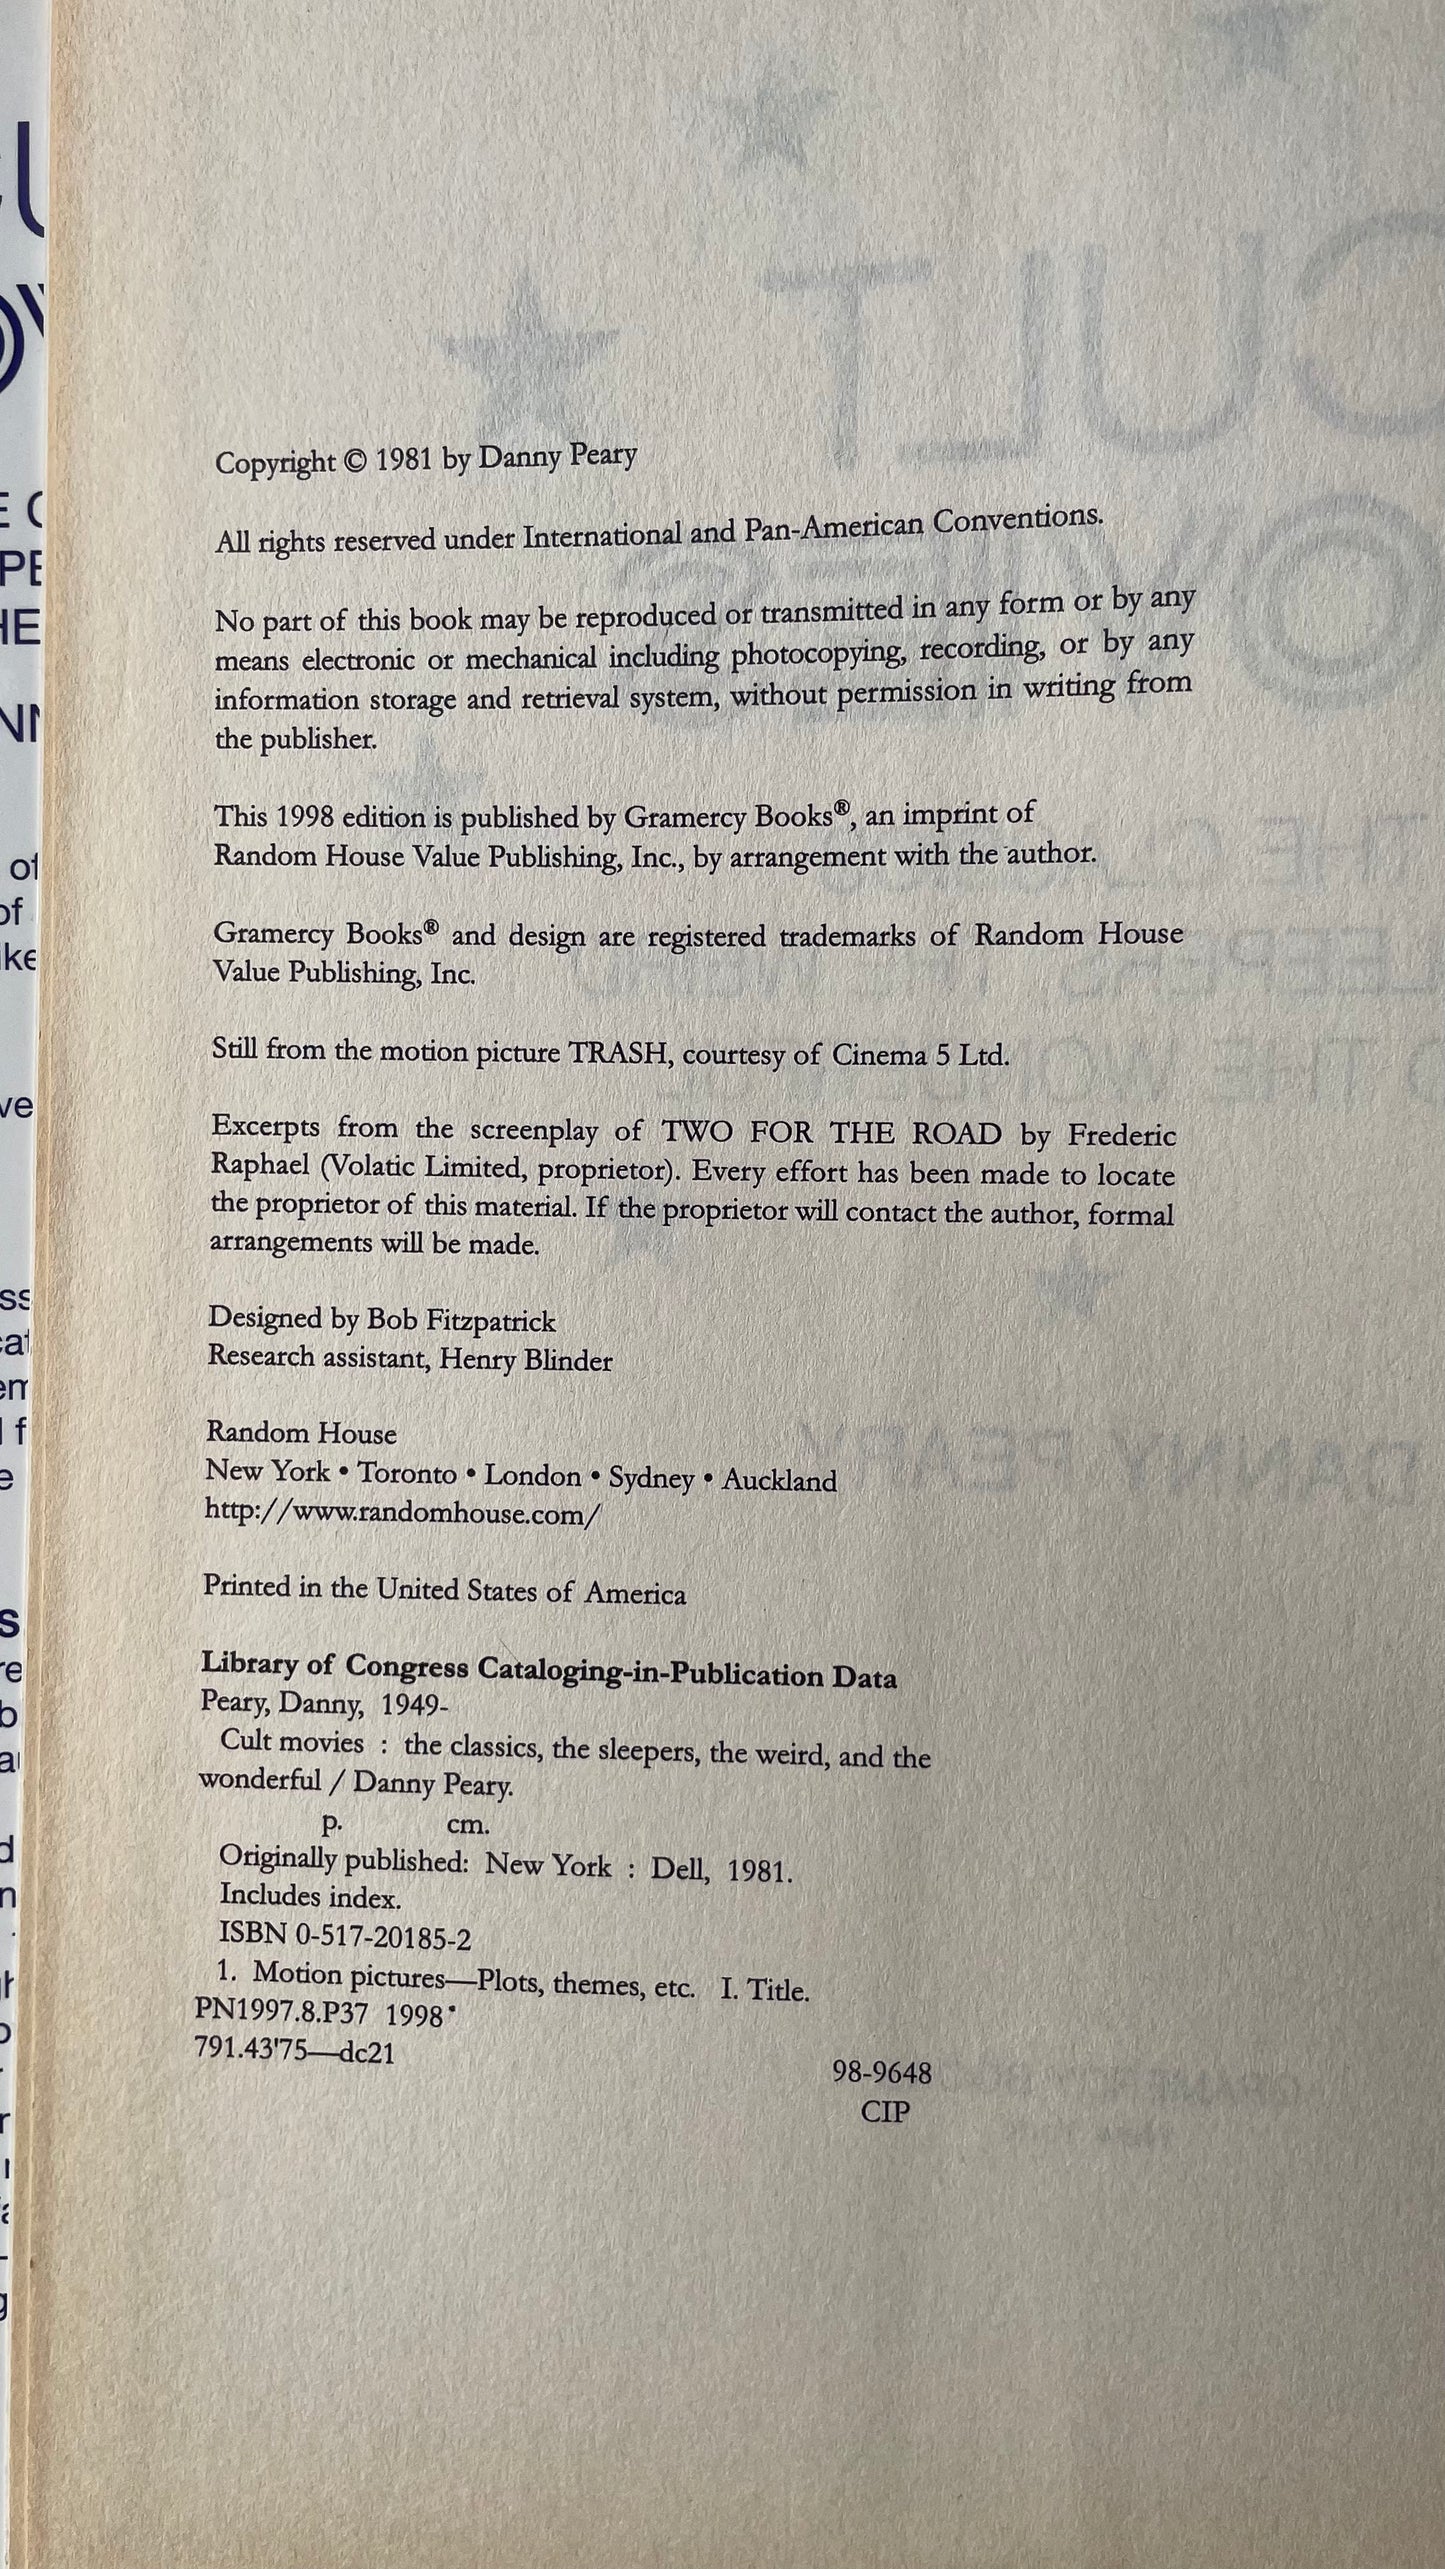 Copyright © 1981 by Danny Peary
All rights reserved under International and Pan-American Conventions.
No part of this book may be reproduced or transmitted in any form or by any
means electronic or mechanical including photocopying, recording, or by any
information storage and retrieval system, without permission in writing from
the publisher.
This 1998 edition is published by Gramercy Books®, an imprint of
Random House Value Publishing, Inc., by arrangement with the author.
Gramercy Books® and design are registered trademarks of Random House
Value Publishing, Inc.
Still from the motion picture TRASH, courtesy of Cinema 5 Ltd.
Excerpts from the screenplay of TWO FOR THE ROAD by Frederic
Raphael (Volatic Limited, proprietor). Every effort has been made to locate
the proprietor of this material. If the proprietor will contact the author, formal
arrangements will be made.
Designed by Bob Fitzpatrick
Research assistant, Henry Blinder
Random House
New York • Toronto • London • Sydney • Auckland
http://www.randomhouse.com/
Printed in the United States of America
Library of Congress Cataloging-in-Publication Data
Peary, Danny, 1949-
Cult movies : the classics, the sleepers, the weird, and the
wonderful / Danny Peary.
p. cm.
Originally published: New York : Dell, 1981.
Includes index.
ISBN 0-517-20185-2
1. Motion pictures—Plots, themes, etc. I. Title.
PN1997.8.P37 1998
791.43'75—dc21
98-9648
CIP